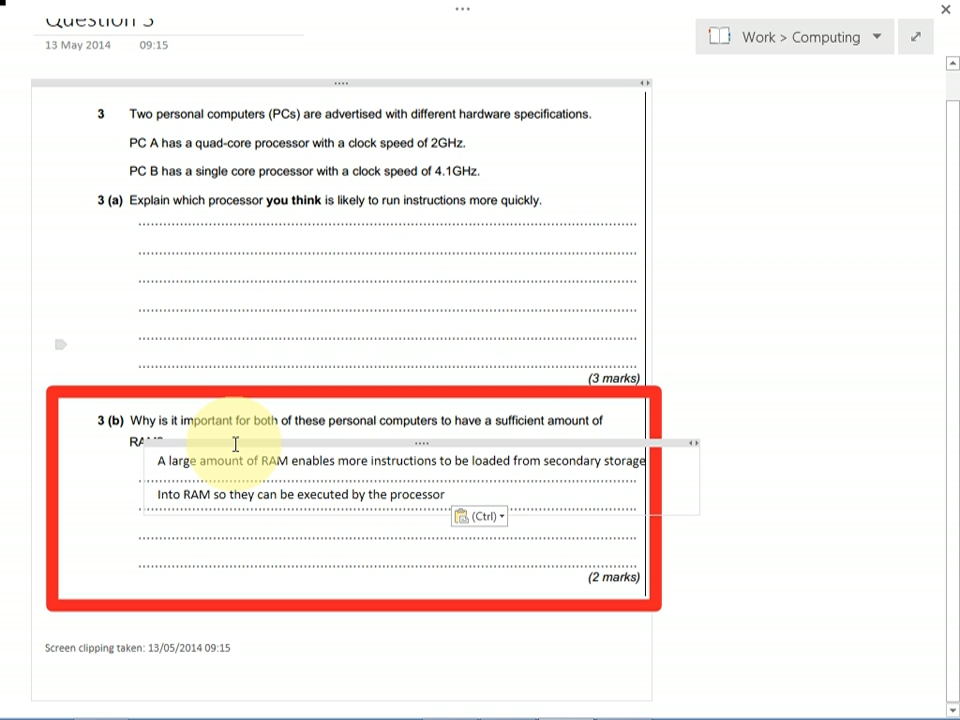 Question 3
13 May 2014 09:15
Work > Computing
3 Two personal computers (PCs) are advertised with different hardware specifications.
PC A has a quad-core processor with a clock speed of 2GHz.
PC B has a single core processor with a clock speed of 4.1GHz.
3 (a) Explain which processor you think is likely to run instructions more quickly.
(3 marks)
3 (b) Why is it important for both of these personal computers to have a sufficient amount of
RAM?
A large amount of RAM enables more instructions to be loaded from secondary storage
Into RAM so they can be executed by the processor
(Ctrl)
(2 marks)
Screen clipping taken: 13/05/2014 09:15